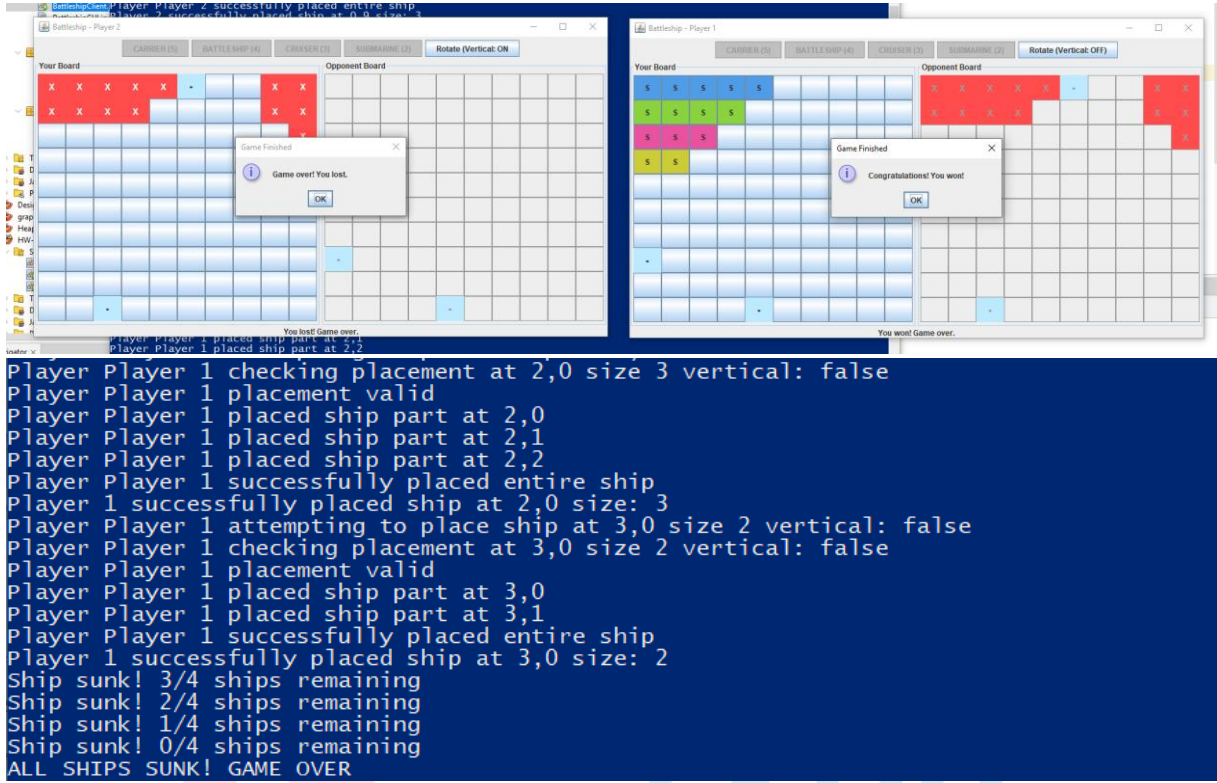 BattleshipClient.
Player Player 2 successfully placed entire ship
Player 2 successfully placed ship at 0,9 size: 3
Battleship - Player 2
CARRIER (5) BATTLESHIP (4) CRUISER (3) SUBMARINE (2) Rotate (Vertical: ON
Your Board Opponent Board
X X X X X • X X
X X X X X X
X
Game Finished
Game over! You lost.
OK
You lost! Game over.
Battleship - Player 1
CARRIER (5) BATTLESHIP (4) CRUISER (3) SUBMARINE (2) Rotate (Vertical: OFF)
Your Board Opponent Board
S S S S S X X X X X • X X
S S S S X X X X X X
S S S X
S S
Game Finished
Congratulations! You won!
OK
You won! Game over.
Player Player 1 placed ship part at 2,1
Player Player 1 placed ship part at 2,2
Player Player 1 checking placement at 2,0 size 3 vertical: false
Player Player 1 placement valid
Player Player 1 placed ship part at 2,0
Player Player 1 placed ship part at 2,1
Player Player 1 placed ship part at 2,2
Player Player 1 successfully placed entire ship
Player 1 successfully placed ship at 2,0 size: 3
Player Player 1 attempting to place ship at 3,0 size 2 vertical: false
Player Player 1 checking placement at 3,0 size 2 vertical: false
Player Player 1 placement valid
Player Player 1 placed ship part at 3,0
Player Player 1 placed ship part at 3,1
Player Player 1 successfully placed entire ship
Player 1 successfully placed ship at 3,0 size: 2
Ship sunk! 3/4 ships remaining
Ship sunk! 2/4 ships remaining
Ship sunk! 1/4 ships remaining
Ship sunk! 0/4 ships remaining
ALL SHIPS SUNK! GAME OVER